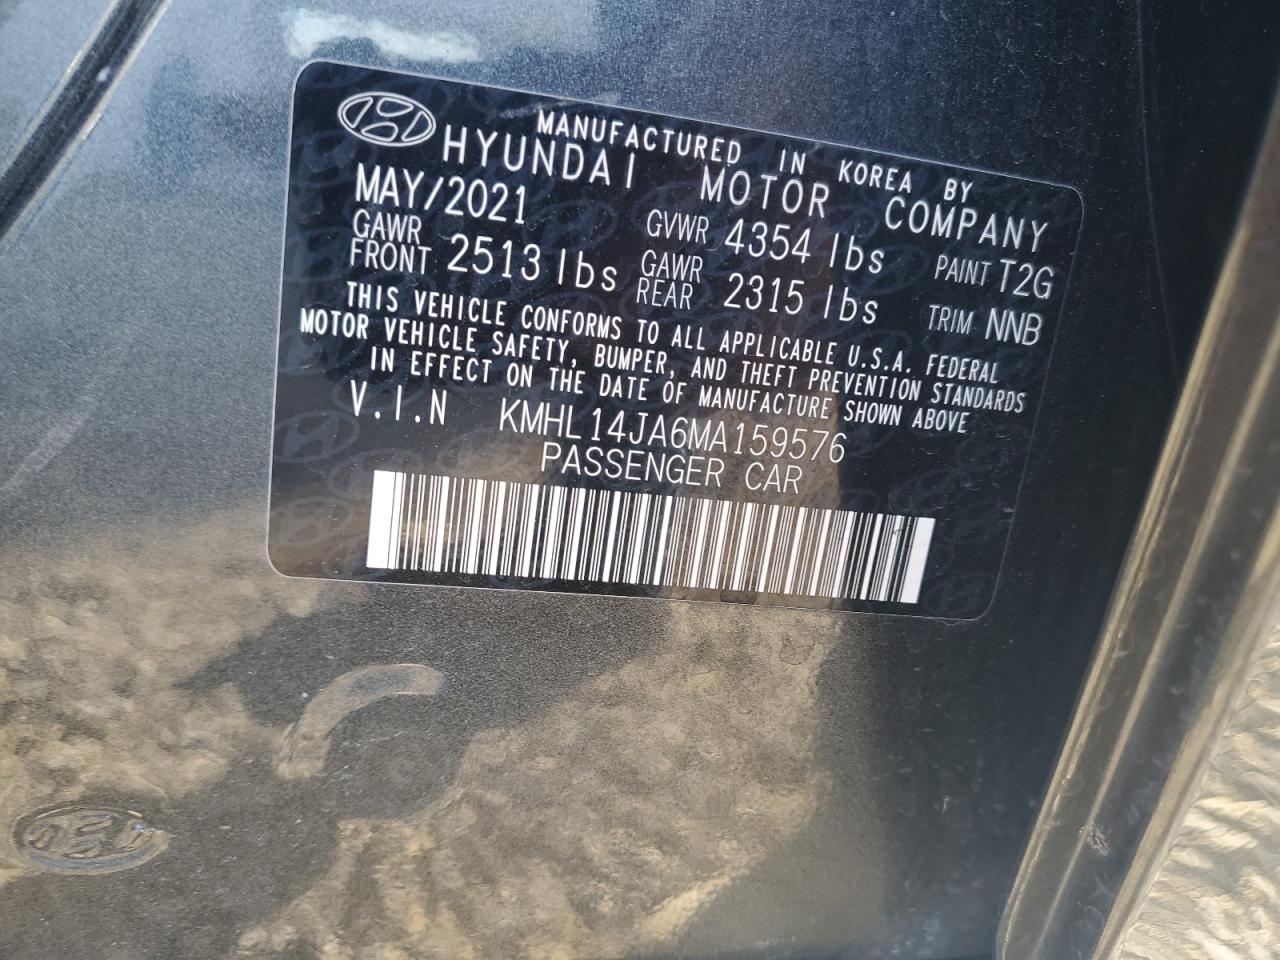 MANUFACTURED IN KOREA BY
HYUNDAI MOTOR COMPANY
MAY/2021 GVWR 4354 lbs PAINT T2G
GAWR FRONT 2513 lbs GAWR REAR 2315 lbs TRIM NNB
THIS VEHICLE CONFORMS TO ALL APPLICABLE U.S.A. FEDERAL
MOTOR VEHICLE SAFETY, BUMPER, AND THEFT PREVENTION STANDARDS
IN EFFECT ON THE DATE OF MANUFACTURE SHOWN ABOVE
V.I.N KMHL14JA6MA159576
PASSENGER CAR